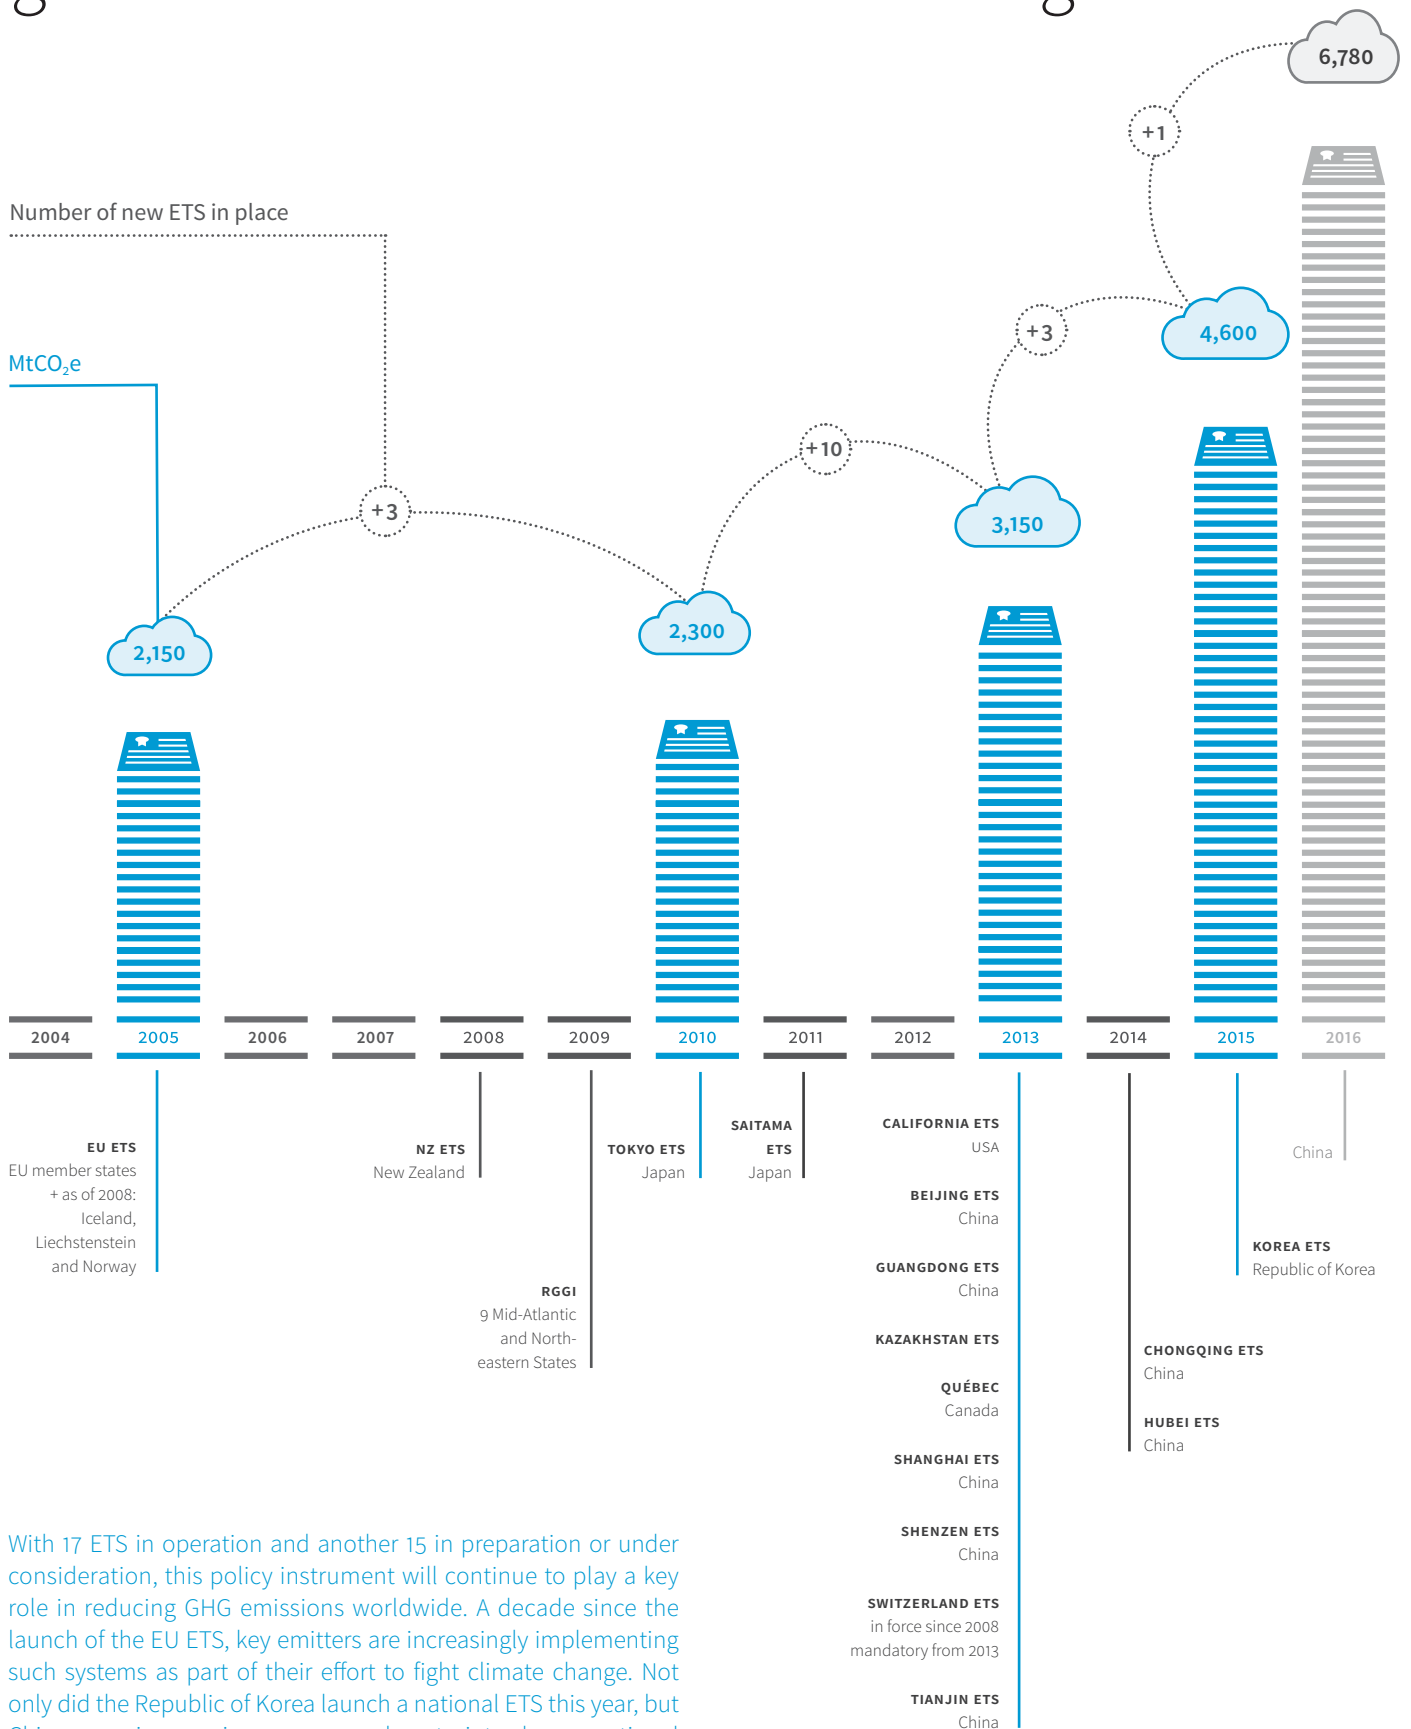 6,780
+1
Number of new ETS in place
+3
4,600
MtCO₂e
+10
+3
3,150
2,300
2,150
2004 2005 2006 2007 2008 2009 2010 2011 2012 2013 2014 2015 2016
EU ETS
EU member states
+ as of 2008:
Iceland,
Liechstenstein
and Norway
NZ ETS
New Zealand
RGGI
9 Mid-Atlantic
and North-
eastern States
TOKYO ETS
Japan
SAITAMA
ETS
Japan
CALIFORNIA ETS
USA
BEIJING ETS
China
GUANGDONG ETS
China
KAZAKHSTAN ETS
QUÉBEC
Canada
SHANGHAI ETS
China
SHENZEN ETS
China
SWITZERLAND ETS
in force since 2008
mandatory from 2013
TIANJIN ETS
China
CHONGQING ETS
China
HUBEI ETS
China
KOREA ETS
Republic of Korea
China
With 17 ETS in operation and another 15 in preparation or under
consideration, this policy instrument will continue to play a key
role in reducing GHG emissions worldwide. A decade since the
launch of the EU ETS, key emitters are increasingly implementing
such systems as part of their effort to fight climate change. Not
only did the Republic of Korea launch a national ETS this year, but